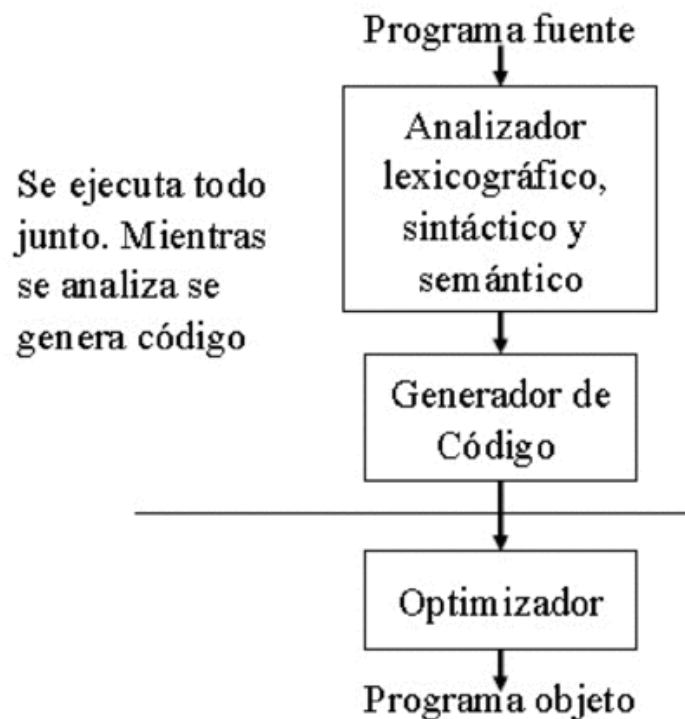 Programa fuente
Analizador
lexicográfico,
sintáctico y
semántico
Se ejecuta todo
junto. Mientras
se analiza se
genera código
Generador de
Código
Optimizador
Programa objeto